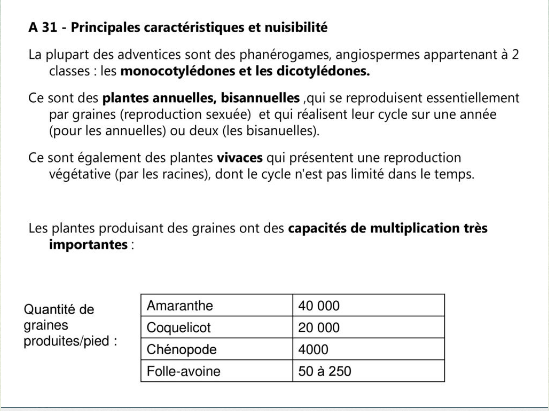 A 31 - Principales caractéristiques et nuisibilité
La plupart des adventices sont des phanérogames, angiospermes appartenant à 2
classes : les monocotylédones et les dicotylédones.
Ce sont des plantes annuelles, bisannuelles ,qui se reproduisent essentiellement
par graines (reproduction sexuée) et qui réalisent leur cycle sur une année
(pour les annuelles) ou deux (les bisanuelles).
Ce sont également des plantes vivaces qui présentent une reproduction
végétative (par les racines), dont le cycle n'est pas limité dans le temps.
Les plantes produisant des graines ont des capacités de multiplication très
importantes :
Quantité de
graines
produites/pied :
Amaranthe 40 000
Coquelicot 20 000
Chénopode 4000
Folle-avoine 50 à 250